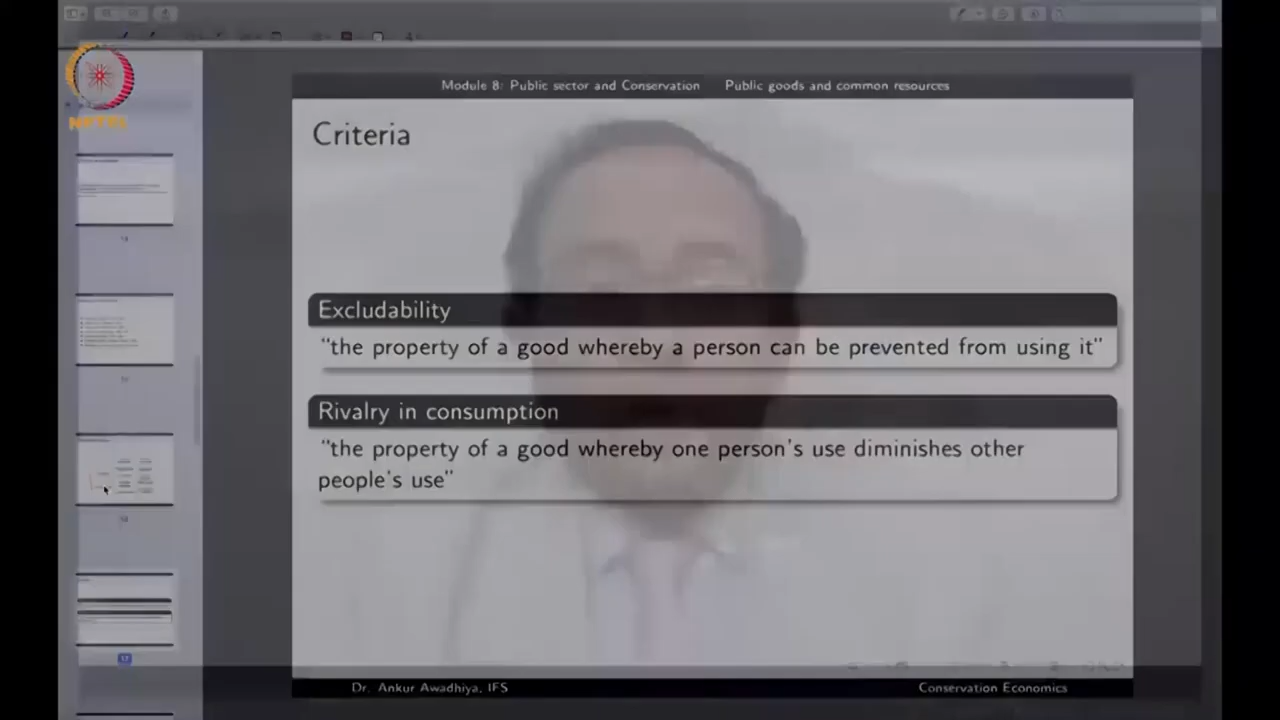 NPTEL
Module 8: Public sector and Conservation Public goods and common resources
Criteria
Excludability
"the property of a good whereby a person can be prevented from using it"
Rivalry in consumption
"the property of a good whereby one person's use diminishes other
people's use"
Dr. Ankur Awadhiya, IFS Conservation Economics